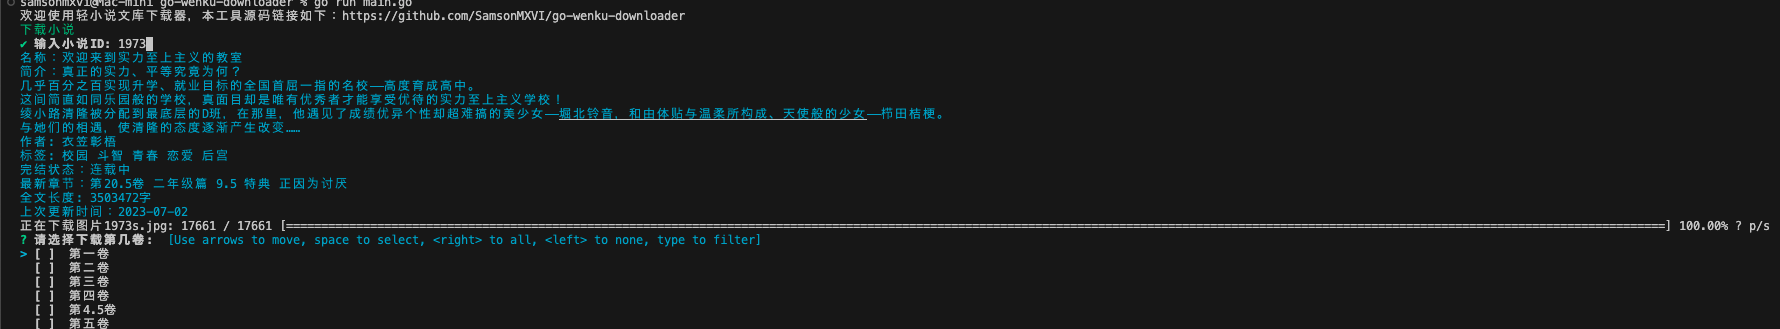 samsonmxvi@Mac-mini go-wenku-downloader % go run main.go
欢迎使用轻小说文库下载器，本工具源码链接如下：https://github.com/SamsonMXVI/go-wenku-downloader
下载小说
✔ 输入小说ID: 1973
名称：欢迎来到实力至上主义的教室
简介：真正的实力、平等究竟为何？
几乎百分之百实现升学、就业目标的全国首屈一指的名校——高度育成高中。
这间简直如同乐园般的学校，真面目却是唯有优秀者才能享受优待的实力至上主义学校！
绫小路清隆被分配到最底层的D班，在那里，他遇见了成绩优异个性却超难搞的美少女——堀北铃音，和由体贴与温柔所构成、天使般的少女——栉田桔梗。
与她们的相遇，使清隆的态度逐渐产生改变……
作者: 衣笠彰梧
标签: 校园 斗智 青春 恋爱 后宫
完结状态：连载中
最新章节：第20.5卷 二年级篇 9.5 特典 正因为讨厌
全文长度: 3503472字
上次更新时间：2023-07-02
正在下载图片1973s.jpg: 17661 / 17661 [==========] 100.00% ? p/s
? 请选择下载第几卷: [Use arrows to move, space to select, <right> to all, <left> to none, type to filter]
> [ ] 第一卷
[ ] 第二卷
[ ] 第三卷
[ ] 第四卷
[ ] 第4.5卷
[ ] 第五卷